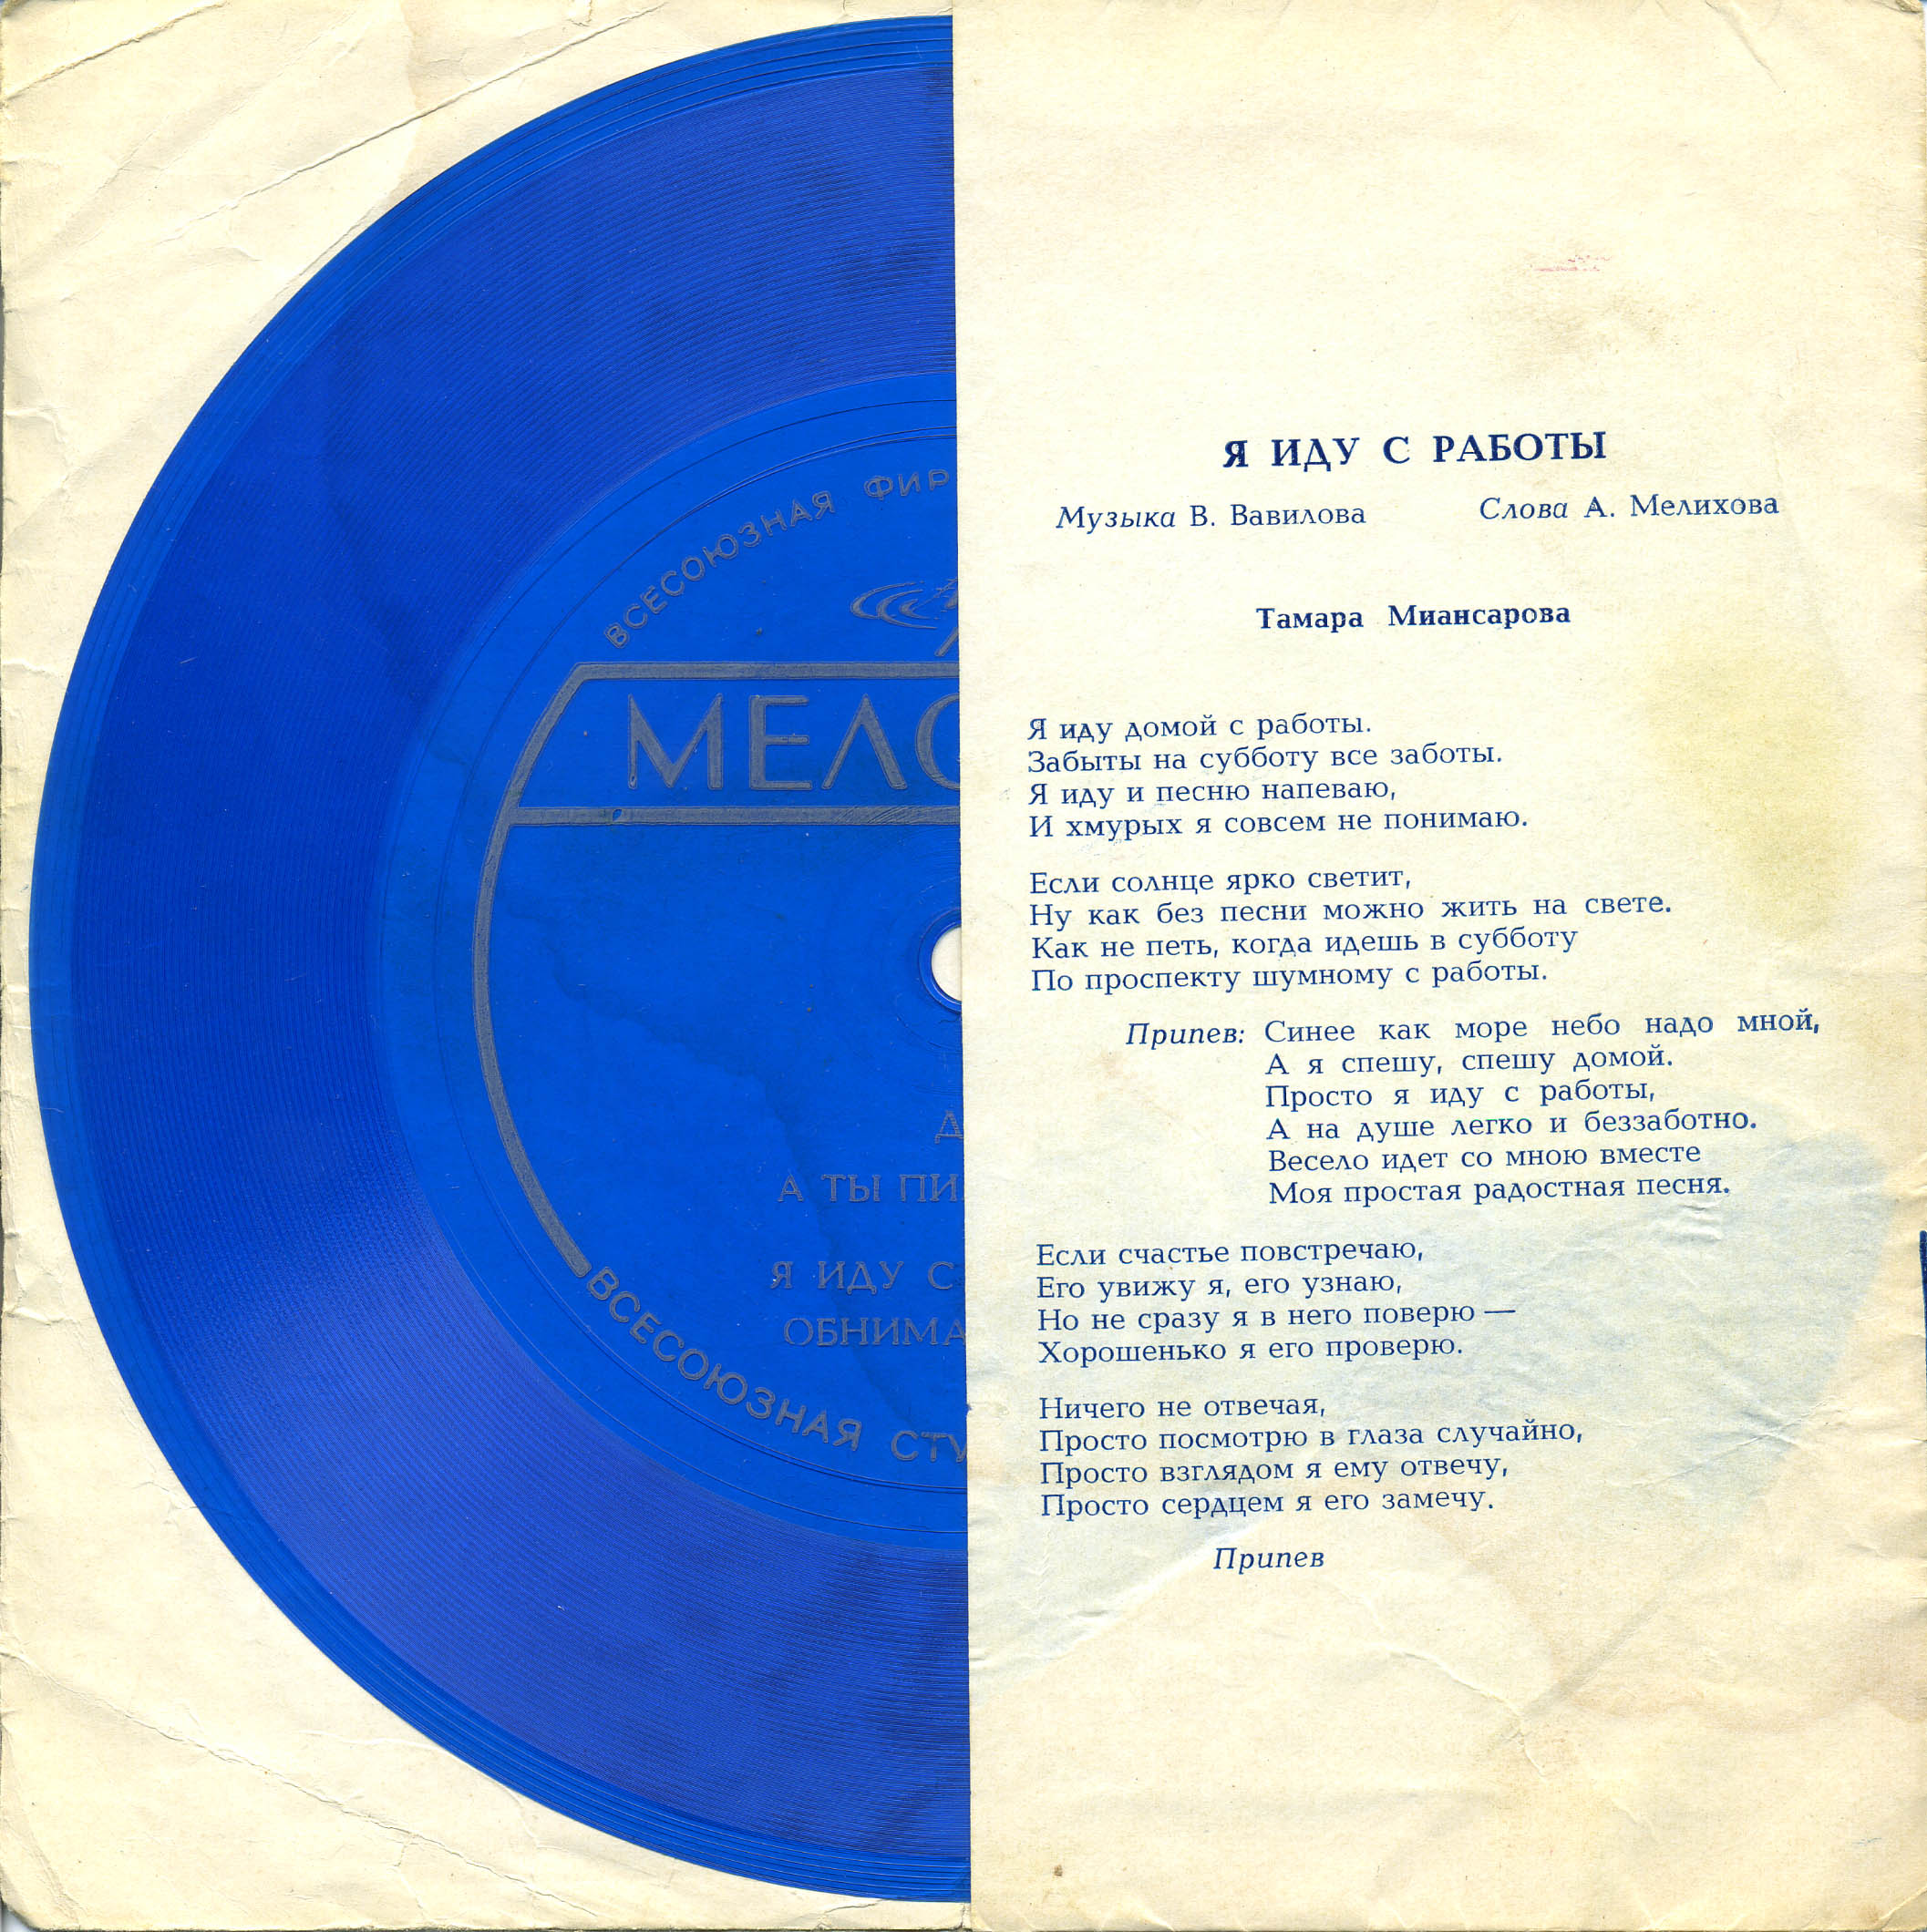 ВСЕСОЮЗНАЯ
Д
А ТЫ
Я ИДУ С
ВСЕСОЮЗНАЯ
Я ИДУ С РАБОТЫ
Музыка В. Вавилова Слова А. Мелихова
Тамара Миансарова
Я иду домой с работы.
Забыты на субботу все заботы.
Я иду и песню напеваю,
И хмурых я совсем не понимаю.
Если солнце ярко светит,
Ну как без песни можно жить на свете.
Как не петь, когда идешь в субботу
По проспекту шумному с работы.
Припев: Синее как море небо надо мной,
А я спешу, спешу домой.
Просто я иду с работы,
А на душе легко и беззаботно.
Весело идет со мною вместе
Моя простая радостная песня.
Если счастье повстречаю,
Его увижу я, его узнаю,
Но не сразу я в него поверю —
Хорошенько я его проверю.
Ничего не отвечая,
Просто посмотрю в глаза случайно,
Просто взглядом я ему отвечу,
Просто сердцем я его замечу.
Припев